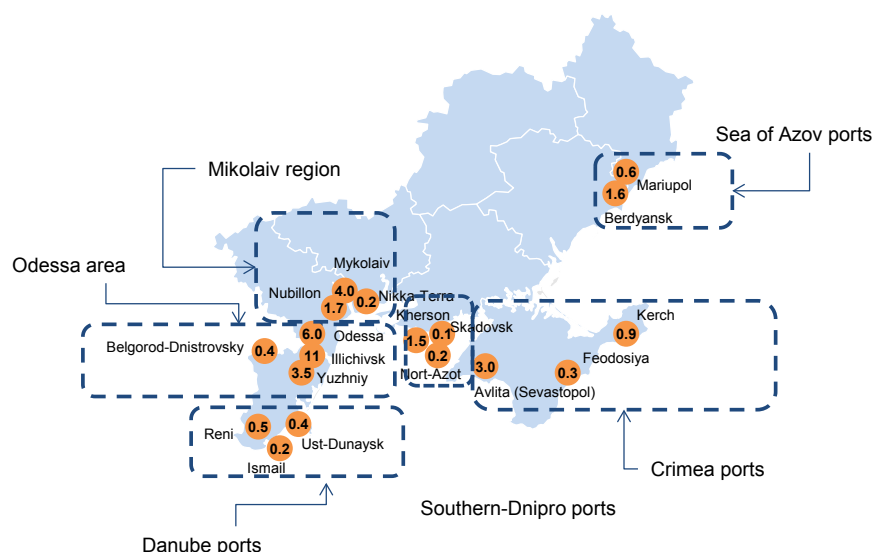 Sea of Azov ports
0.6
Mariupol
1.6
Berdyansk
Mikolaiv region
Odessa area
Mykolaiv
Nubillon
4.0
Nikka-Terra
0.2
1.7
Kherson
Skadovsk
0.1
1.5
0.2
Nort-Azot
Kerch
0.9
Feodosiya
0.3
3.0
Avlita (Sevastopol)
6.0
Odessa
Belgorod-Dnistrovsky
0.4
11
Illichivsk
3.5
Yuzhniy
Reni
0.5
0.4
Ust-Dunaysk
0.2
Ismail
Crimea ports
Southern-Dnipro ports
Danube ports